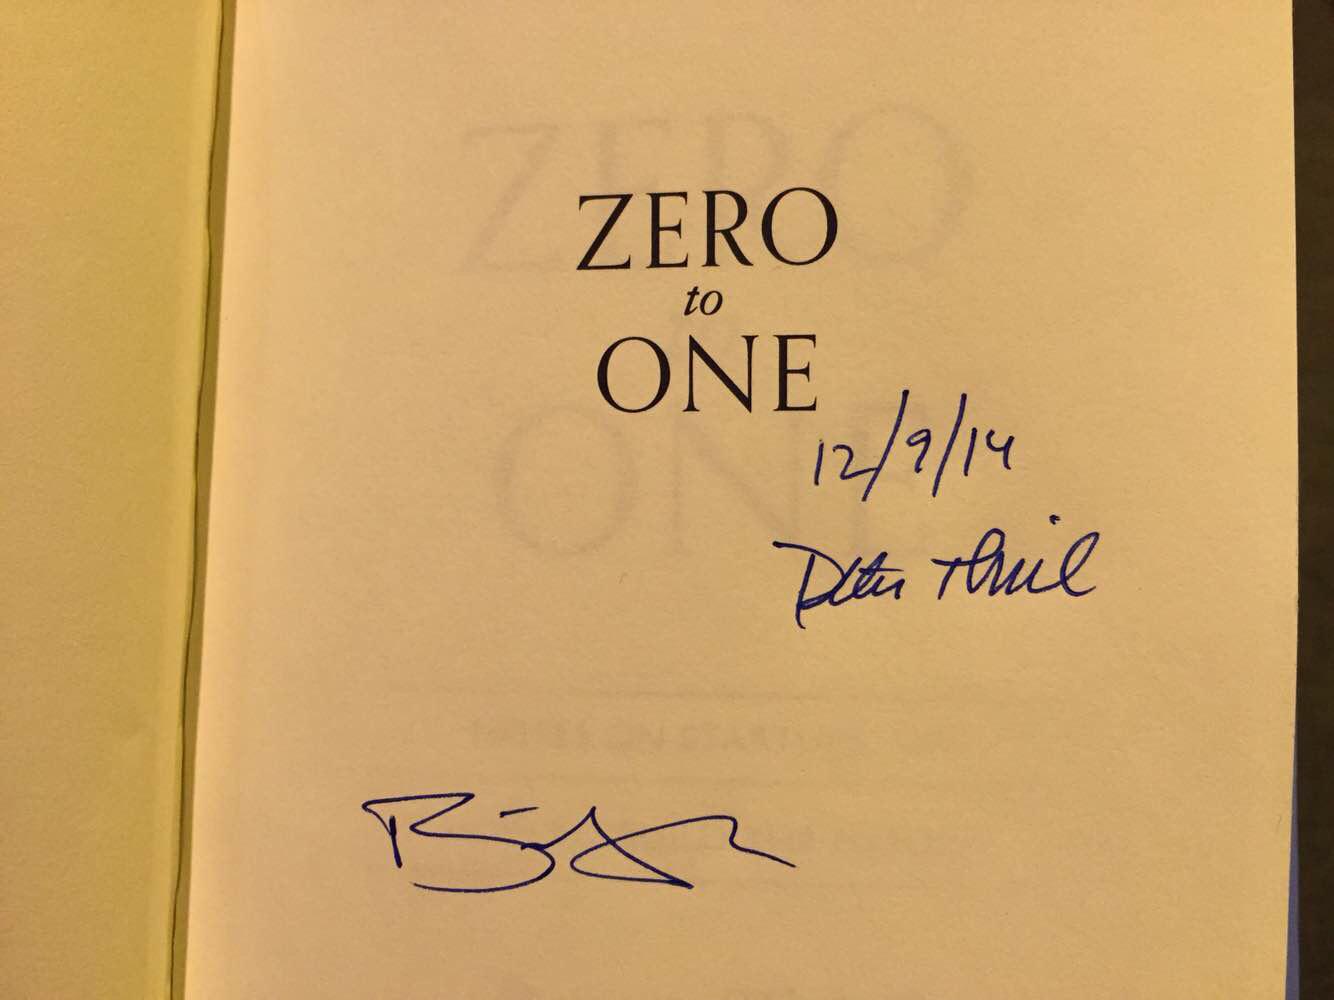 ZERO
to
ONE
12/9/14
Peter Thiel